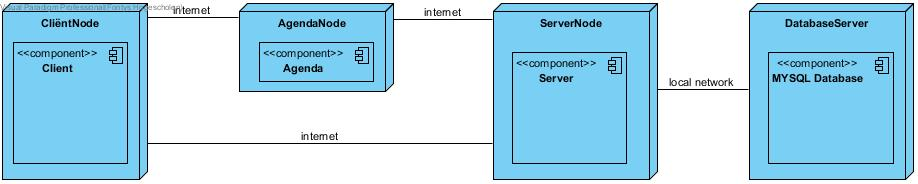 Visual Paradigm Professional(Fontys Hogescholen)
CliëntNode
<<component>>
Client
internet
AgendaNode
<<component>>
Agenda
internet
internet
ServerNode
<<component>>
Server
local network
DatabaseServer
<<component>>
MYSQL Database